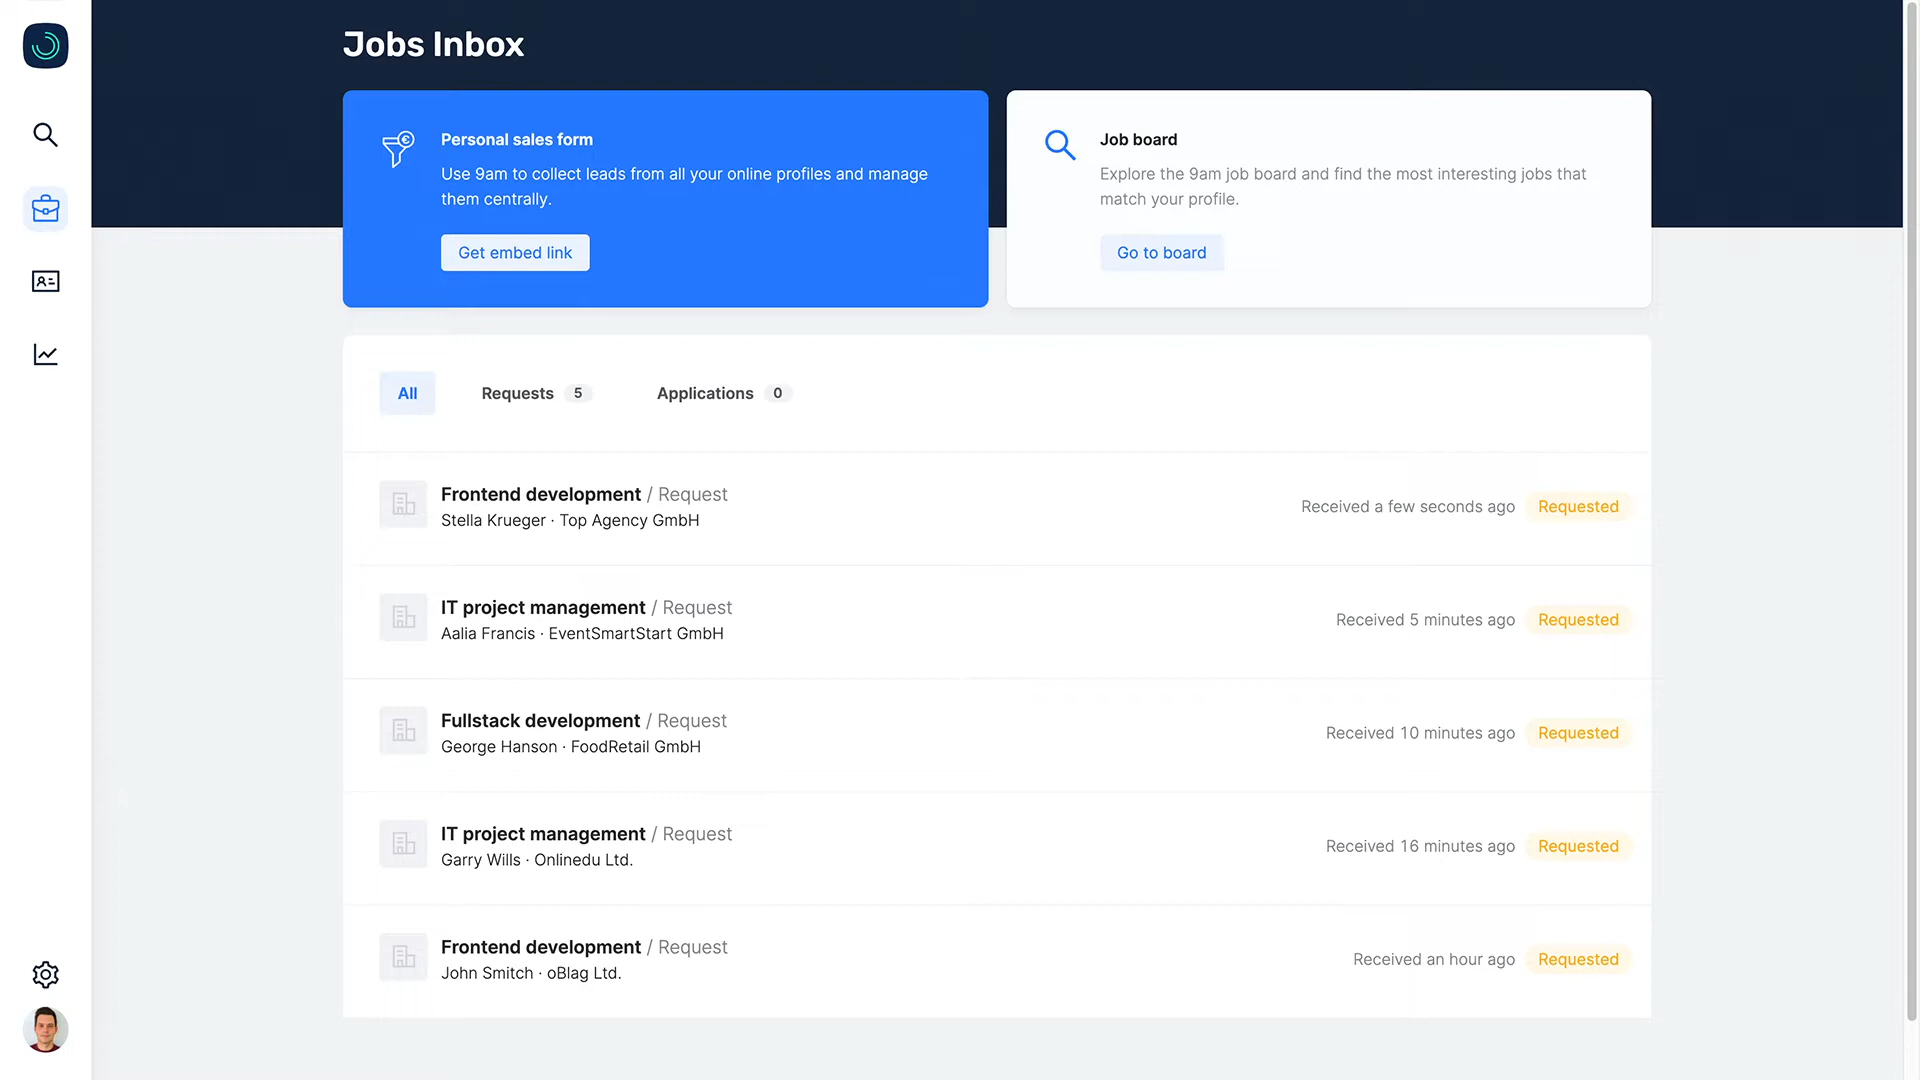 Jobs Inbox
Personal sales form
Use 9am to collect leads from all your online profiles and manage
them centrally.
Get embed link
Job board
Explore the 9am job board and find the most interesting jobs that
match your profile.
Go to board
All
Requests 5
Applications 0
Frontend development / Request
Stella Krueger · Top Agency GmbH
Received a few seconds ago
Requested
IT project management / Request
Aalia Francis · EventSmartStart GmbH
Received 5 minutes ago
Requested
Fullstack development / Request
George Hanson · FoodRetail GmbH
Received 10 minutes ago
Requested
IT project management / Request
Garry Wills · Onlinedu Ltd.
Received 16 minutes ago
Requested
Frontend development / Request
John Smitch · oBlag Ltd.
Received an hour ago
Requested